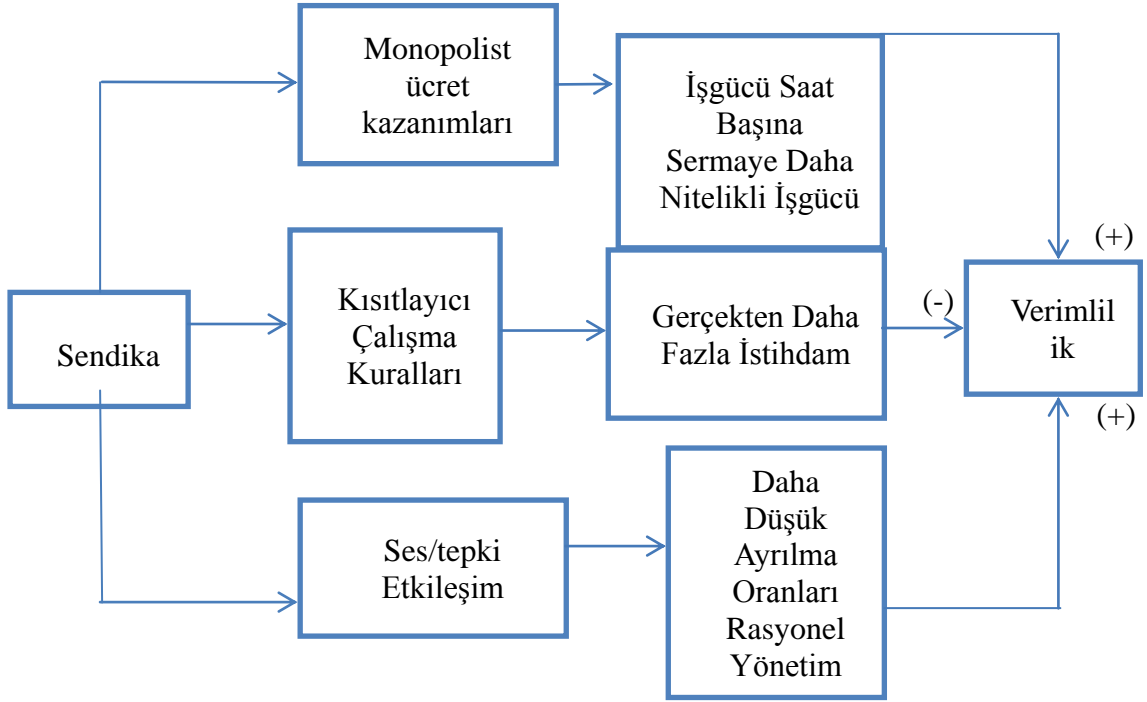 Monopolist
ücret
kazanımları
İşgücü Saat
Başına
Sermaye Daha
Nitelikli İşgücü
(+)
Sendika
Kısıtlayıcı
Çalışma
Kuralları
Gerçekten Daha
Fazla İstihdam
(-)
Verimlil
ik
(+)
Ses/tepki
Etkileşim
Daha
Düşük
Ayrılma
Oranları
Rasyonel
Yönetim